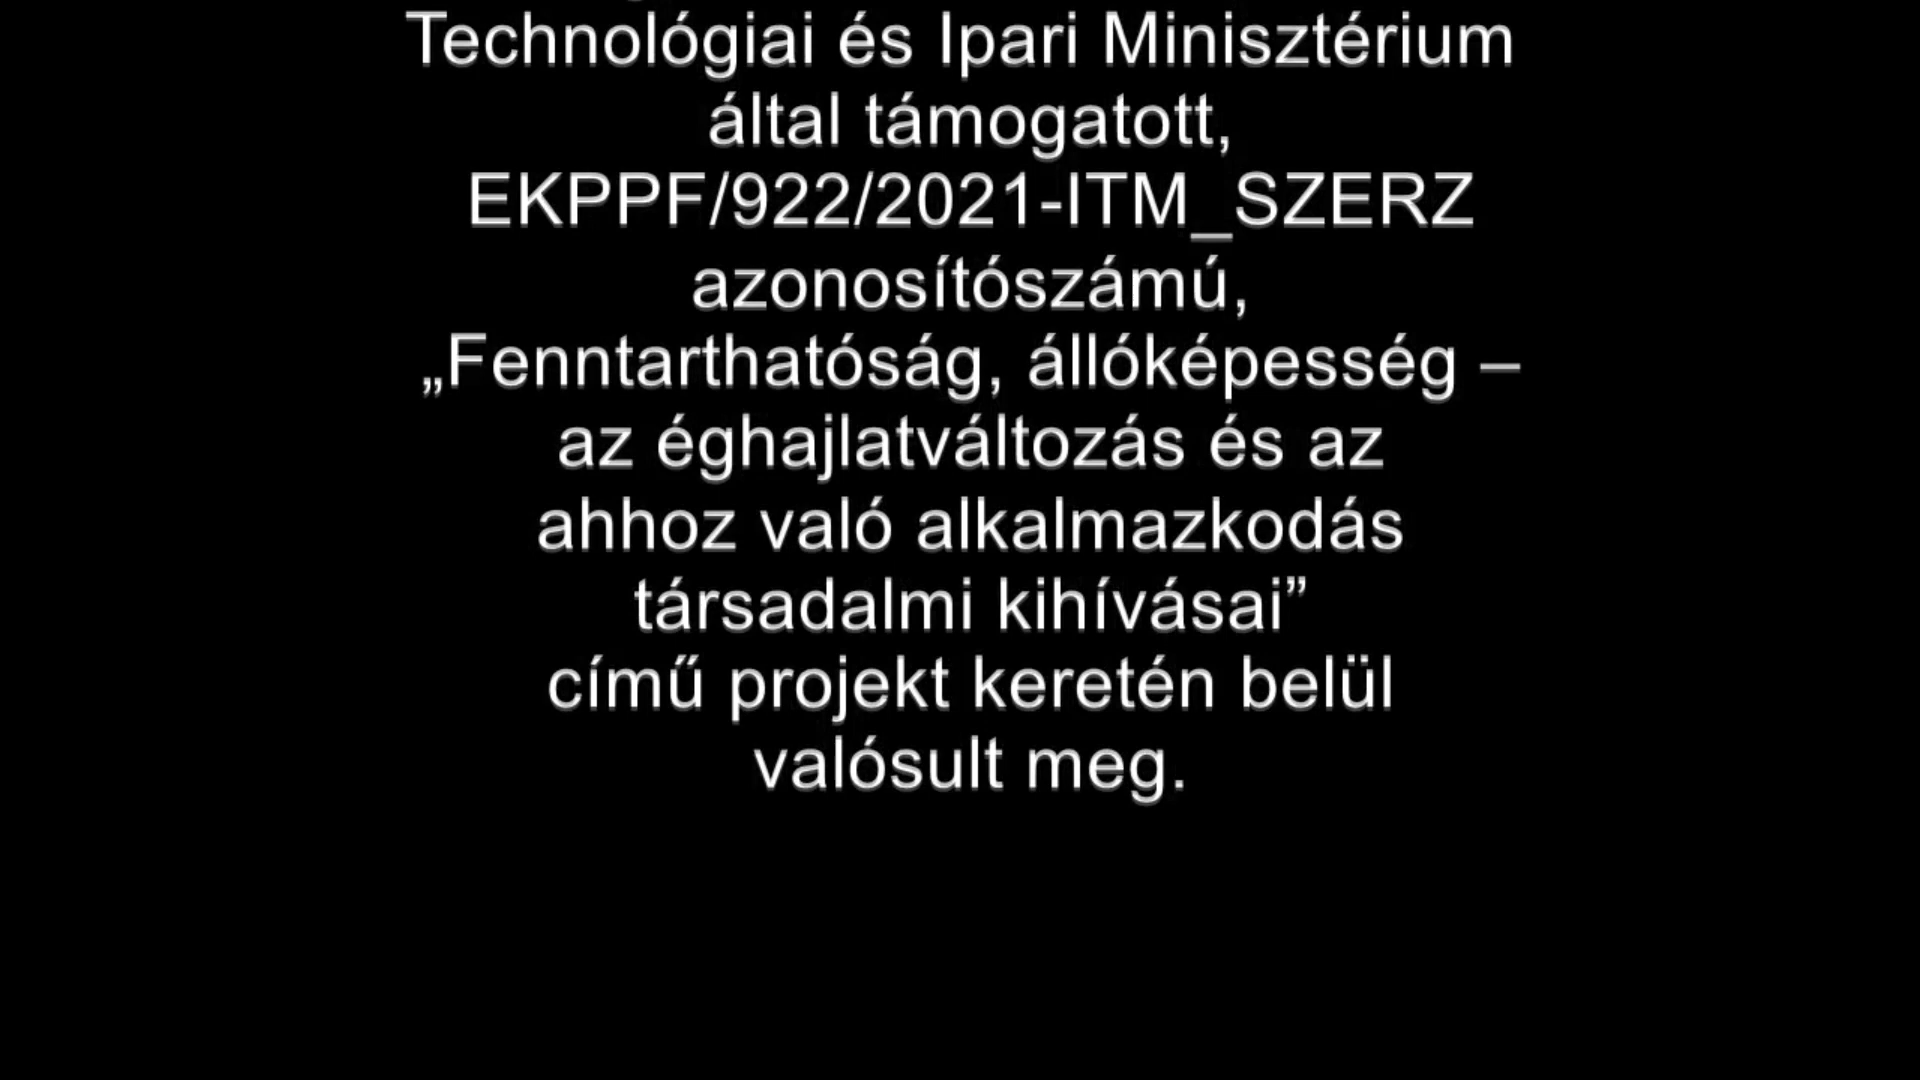 Technológiai és Ipari Minisztérium
által támogatott,
EKPPF/922/2021-ITM_SZERZ
azonosítószámú,
„Fenntarthatóság, állóképesség –
az éghajlatváltozás és az
ahhoz való alkalmazkodás
társadalmi kihívásai”
című projekt keretén belül
valósult meg.